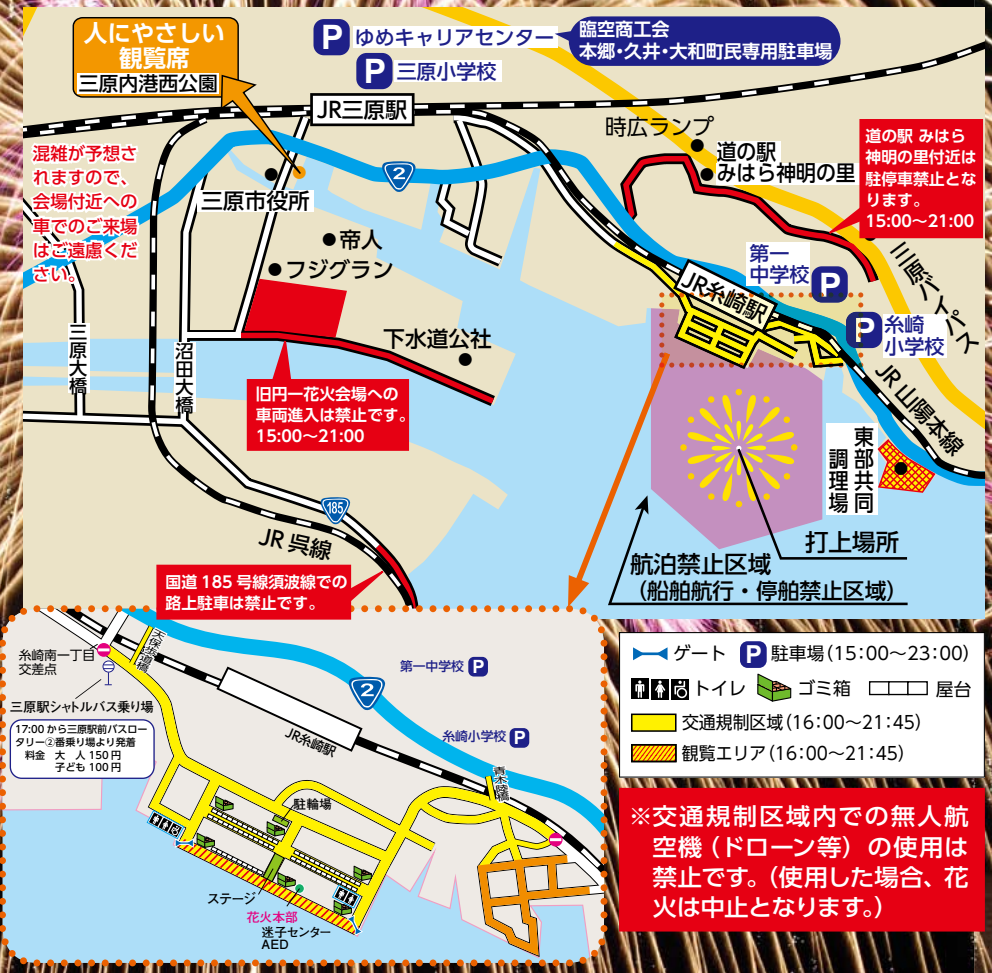 人にやさしい
観覧席
三原内港西公園
P ゆめキャリアセンター
臨空商工会
本郷・久井・大和町民専用駐車場
P 三原小学校
JR三原駅
混雑が予想さ
れますので、
会場付近への
車でのご来場
はご遠慮くだ
さい。
2
時広ランプ
道の駅
みはら神明の里
道の駅 みはら
神明の里付近は
駐停車禁止とな
ります。
15:00〜21:00
三原市役所
帝人
フジグラン
第一
中学校
P
三原バイパス
JR糸崎駅
P
糸崎
小学校
三原大橋
沼田大橋
下水道公社
旧円一花火会場への
車両進入は禁止です。
15:00〜21:00
JR山陽本線
東部共同
調理場
185
JR呉線
打上場所
航泊禁止区域
(船舶航行・停舶禁止区域)
国道185号線須波線での
路上駐車は禁止です。
糸崎南一丁目
交差点
天保歩道橋
三原駅シャトルバス乗り場
17:00から三原駅前バスロー
タリー②番乗り場より発着
料金 大 人150円
子ども100円
第一中学校 P
2
JR糸崎駅
糸崎小学校 P
青木陸橋
駐輪場
ステージ
花火本部
迷子センター
AED
ゲート P 駐車場(15:00〜23:00)
トイレ ゴミ箱 屋台
交通規制区域(16:00〜21:45)
観覧エリア(16:00〜21:45)
※交通規制区域内での無人航
空機(ドローン等)の使用は
禁止です。(使用した場合、花
火は中止となります。)